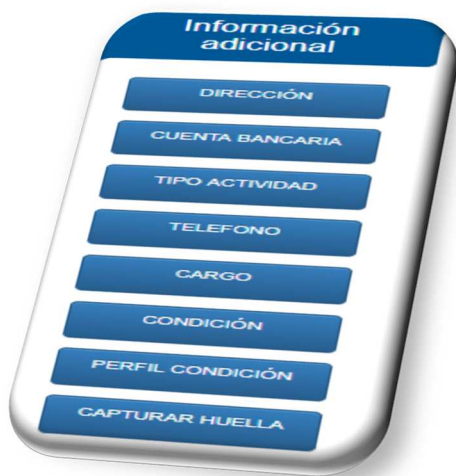 Información
adicional
DIRECCIÓN
CUENTA BANCARIA
TIPO ACTIVIDAD
TELEFONO
CARGO
CONDICIÓN
PERFIL CONDICIÓN
CAPTURAR HUELLA